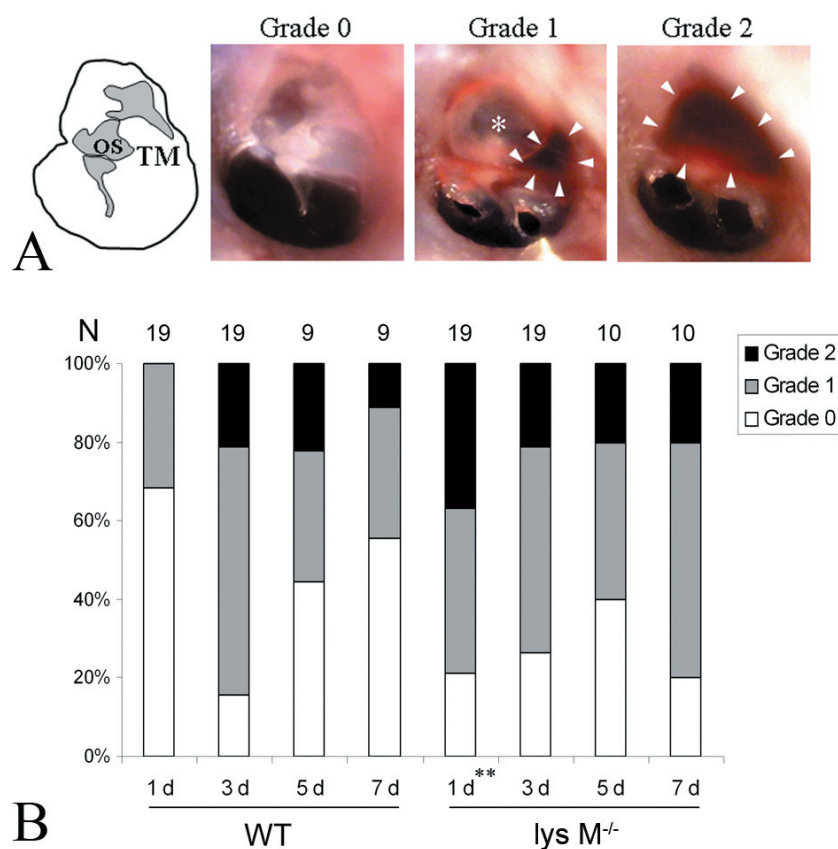 Grade 0 Grade 1 Grade 2
os TM
*
A
N 19 19 9 9 19 19 10 10
100%
80%
60%
40%
20%
0%
Grade 2
Grade 1
Grade 0
1 d 3 d 5 d 7 d 1 d** 3 d 5 d 7 d
WT lys M-/-
B